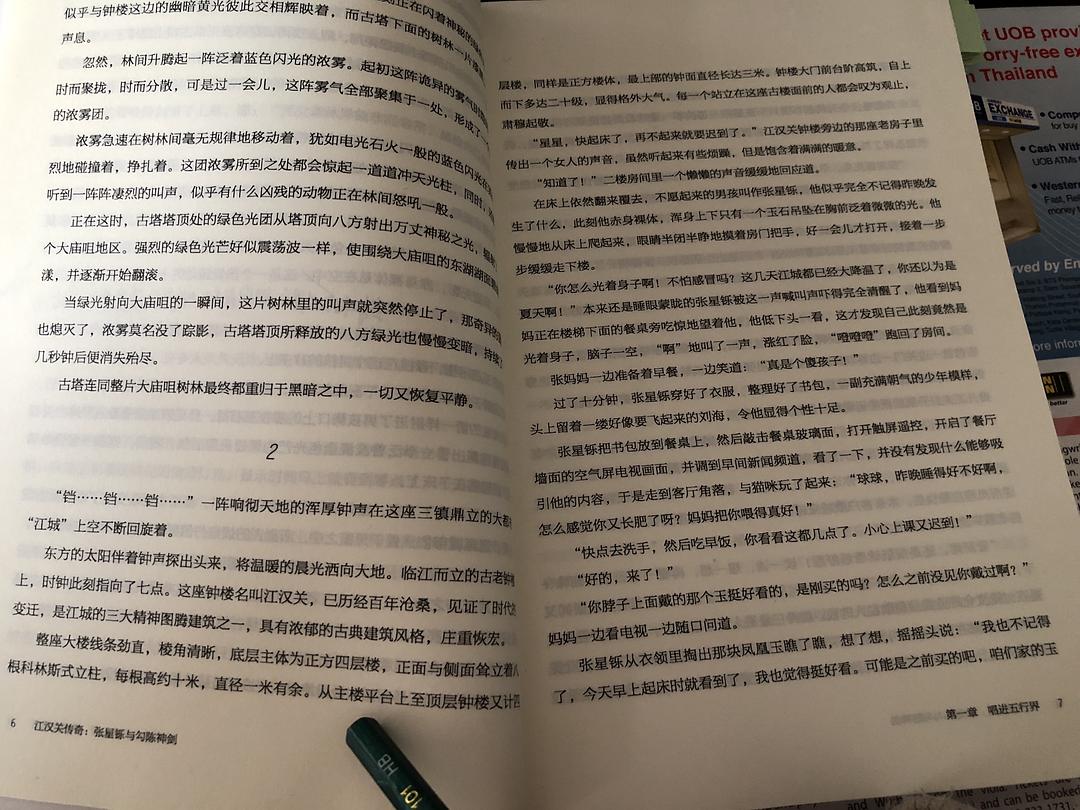 似乎与钟楼这边的幽暗黄光彼此交相辉映着，而古塔下面的树林一片
声息。
忽然，林间升腾起一阵泛着蓝色闪光的浓雾。起初这阵诡异的雾气
时而聚拢，时而分散，可是过一会儿，这阵雾气全部聚集于一处，形成了一
的浓雾团。
浓雾急速在树林间毫无规律地移动着，犹如电光石火一般的蓝色闪光
烈地碰撞着，挣扎着。这团浓雾所到之处都会惊起一道道冲天光柱，同时，
听到一阵阵凄烈的叫声，似乎有什么凶残的动物正在林间怒吼一般。
正在这时，古塔塔顶处的绿色光团从塔顶向八方射出万丈神秘之光，
个大庙咀地区。强烈的绿色光芒好似震荡波一样，使围绕大庙咀的东湖湖面
漾，并逐渐开始翻滚。
当绿光射向大庙咀的一瞬间，这片树林里的叫声就突然停止了，那奇异的
也熄灭了，浓雾莫名没了踪影，古塔塔顶所释放的八方绿光也慢慢变暗，持续
几秒钟后便消失殆尽。
古塔连同整片大庙咀树林最终都重归于黑暗之中，一切又恢复平静。
2
“铛……铛……铛……”一阵响彻天地的浑厚钟声在这座三镇鼎立的大都
“江城”上空不断回旋着。
东方的太阳伴着钟声探出头来，将温暖的晨光洒向大地。临江而立的古老钟
上，时钟此刻指向了七点。这座钟楼名叫江汉关，已历经百年沧桑，见证了时代
变迁，是江城的三大精神图腾建筑之一，具有浓郁的古典建筑风格，庄重恢宏。
整座大楼线条劲直，棱角清晰，底层主体为正方四层楼，正面与侧面耸立着
根科林斯式立柱，每根高约十米，直径一米有余。从主楼平台上至顶层钟楼又计四
6 江汉关传奇：张星铄与勾陈神剑
层楼，同样是正方楼体，最上部的钟面直径长达三米。钟楼大门前台阶高筑，自上
而下多达二十级，显得格外大气。每一个站立在这座古楼面前的人都会叹为观止，
肃穆起敬。
“星星，快起床了，再不起来就要迟到了。”江汉关钟楼旁边的那座老房子里
传出一个女人的声音，虽然听起来有些烦躁，但是饱含着满满的暖意。
“知道了！”二楼房间里一个懒懒的声音缓缓地回应道。
在床上依然翻来覆去，不愿起来的男孩叫作张星铄，他似乎完全不记得昨晚发
生了什么，此刻他赤身裸体，浑身上下只有一个玉石吊坠在胸前泛着微微的光。他
慢慢地从床上爬起来，眼睛半闭半睁地摸着房门把手，好一会儿才打开，接着一步
步缓缓走下楼。
“你怎么光着身子啊！不怕感冒吗？这几天江城都已经大降温了，你还以为是
夏天啊！”本来还是睡眼蒙眬的张星铄被这一声喊叫声吓得完全清醒了，他看到妈
妈正在楼梯下面的餐桌旁吃惊地望着他，他低下头一看，这才发现自己此刻竟然是
光着身子，脑子一空，“啊”地叫了一声，涨红了脸，“噔噔噔”跑回了房间。
张妈妈一边准备着早餐，一边笑道：“真是个傻孩子！”
过了十分钟，张星铄穿好了衣服，整理好了书包，一副充满朝气的少年模样，
头上留着一缕好像要飞起来的刘海，令他显得个性十足。
张星铄把书包放到餐桌上，然后敲击餐桌玻璃面，打开触屏遥控，开启了餐厅
墙面的空气屏电视画面，并调到早间新闻频道，看了一下，并没有发现什么能够吸
引他的内容，于是走到客厅角落，与猫咪玩了起来：“球球，昨晚睡得好不好啊，
怎么感觉你又长肥了呀？妈妈把你喂得真好！”
“快点去洗手，然后吃早饭，你看看这都几点了。小心上课又迟到！”
“好的，来了！”
“你脖子上面戴的那个玉挺好看的，是刚买的吗？怎么之前没见你戴过啊？”
妈妈一边看电视一边随口问道。
张星铄从衣领里掏出那块凤凰玉瞧了瞧，想了想，摇摇头说：“我也不记得
了，今天早上起床时就看到了，我也觉得挺好看。可能是之前买的吧，咱们家的玉
第一章 唱进五行界 7
101 HB
UOB
Thailand
EXCHANGE
Cash
UOB ATMs
Western
better